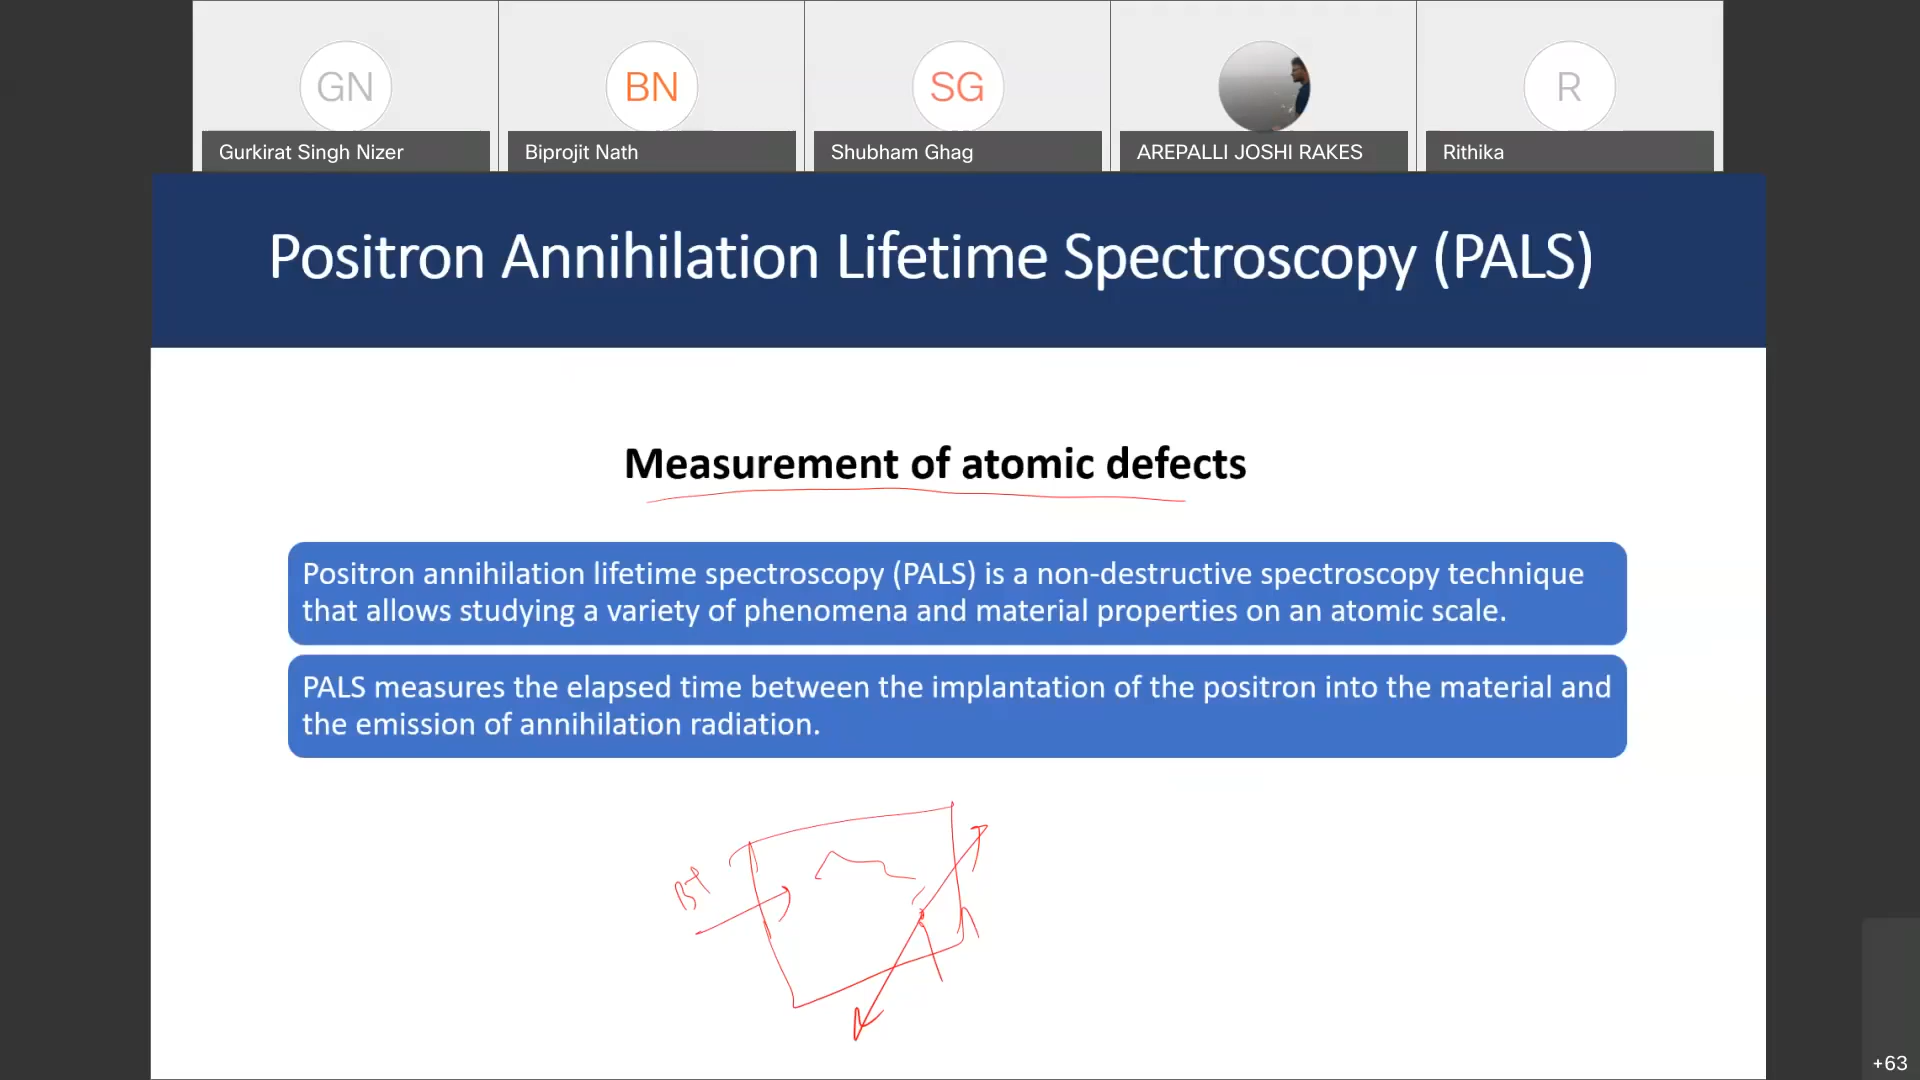 GN
BN
SG
R
Gurkirat Singh Nizer
Biprojit Nath
Shubham Ghag
AREPALLI JOSHI RAKES
Rithika
Positron Annihilation Lifetime Spectroscopy (PALS)
Measurement of atomic defects
Positron annihilation lifetime spectroscopy (PALS) is a non-destructive spectroscopy technique
that allows studying a variety of phenomena and material properties on an atomic scale.
PALS measures the elapsed time between the implantation of the positron into the material and
the emission of annihilation radiation.
+63